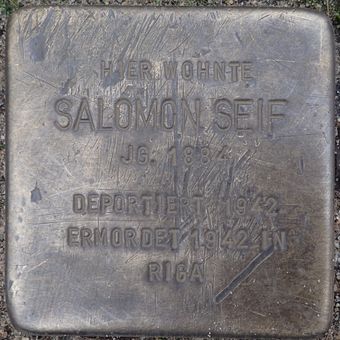 HIER WOHNTE
SALOMON SEIF
JG. 1884
DEPORTIERT 1942
ERMORDET 1942 IN
RIGA